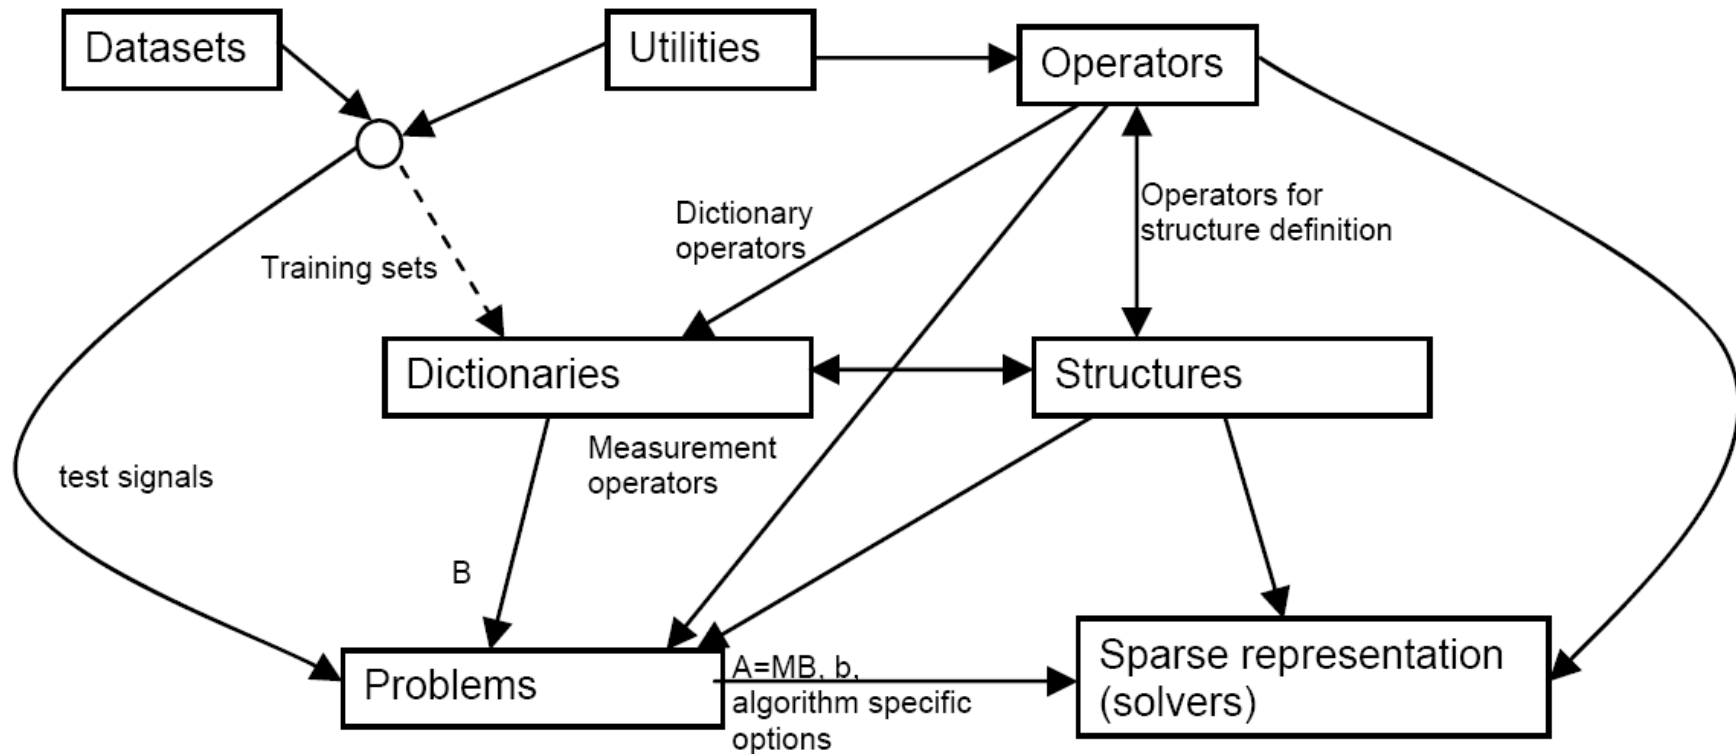 Datasets
Utilities
Operators
Dictionary
operators
Operators for
structure definition
Training sets
Dictionaries
Structures
Measurement
operators
test signals
B
Problems
A=MB, b,
algorithm specific
options
Sparse representation
(solvers)